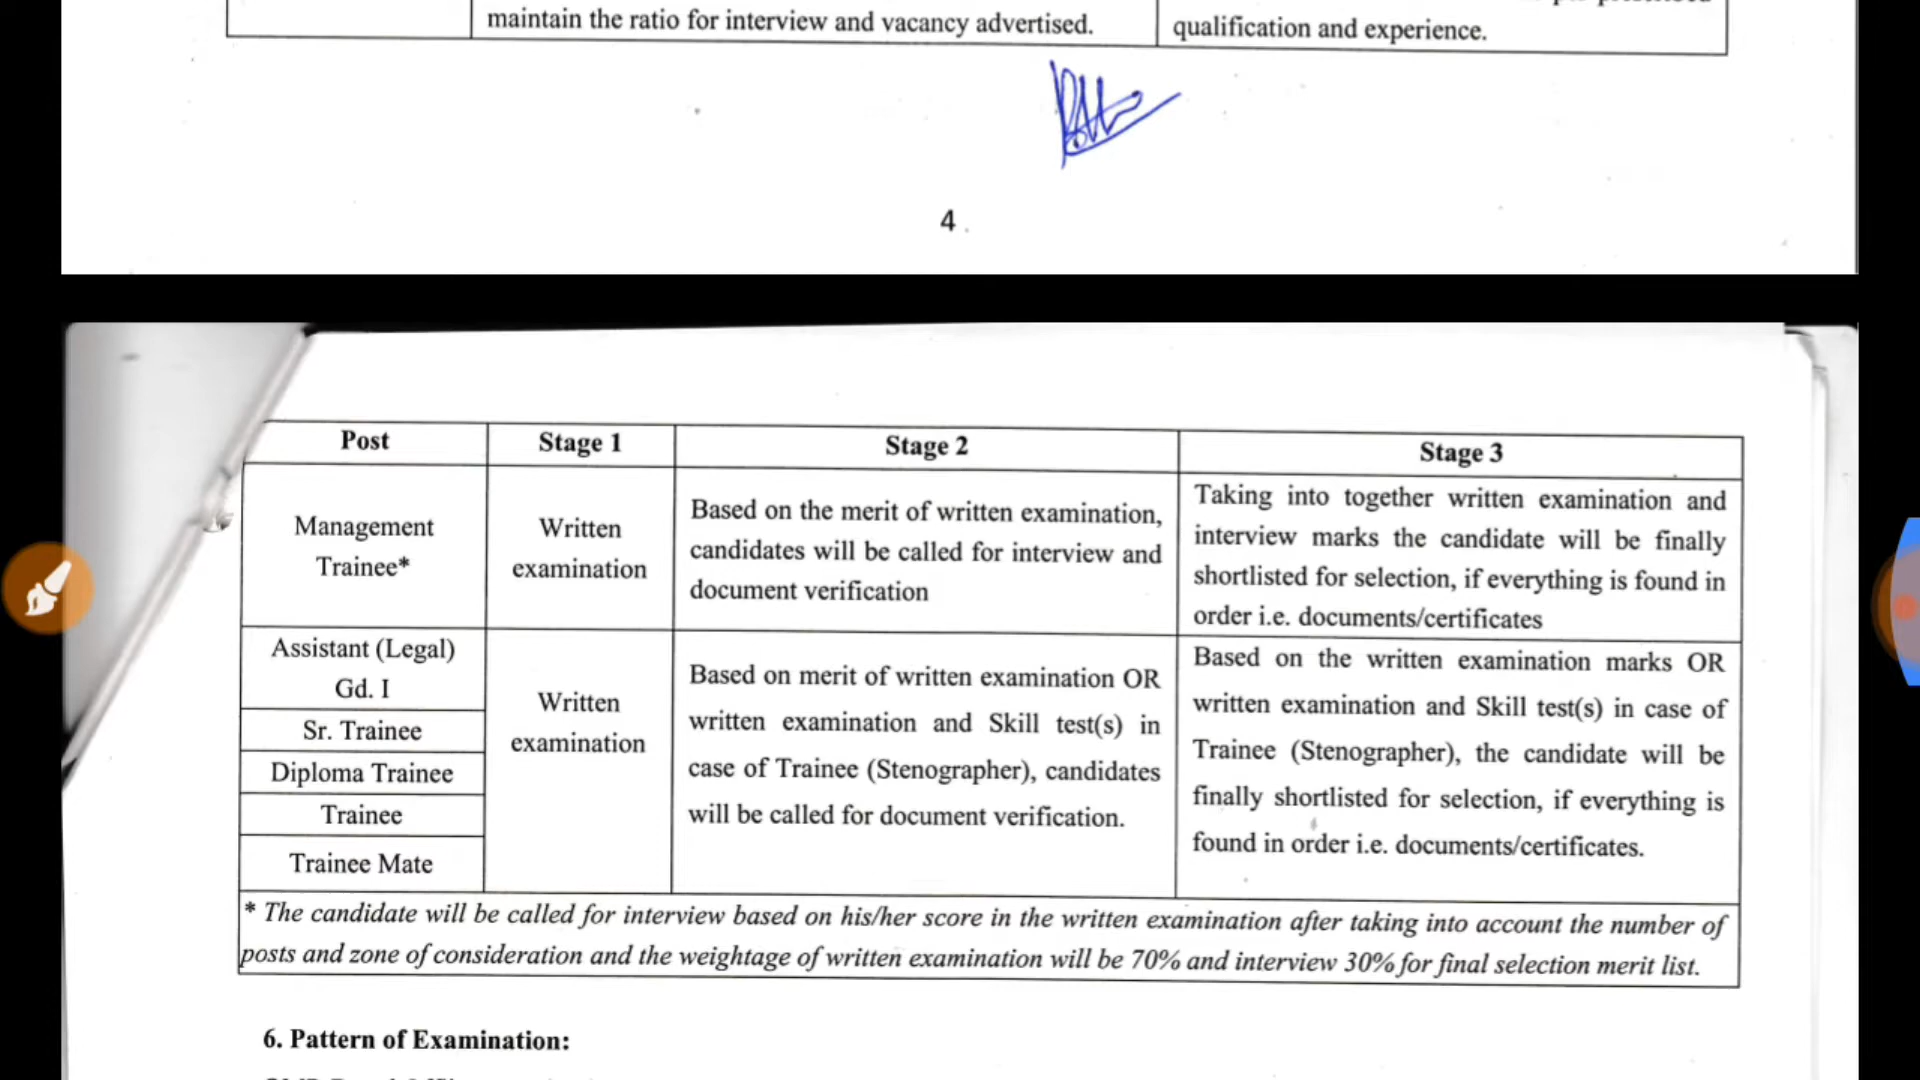 maintain the ratio for interview and vacancy advertised.
qualification and experience.
4
Post
Stage 1
Stage 2
Stage 3
Management
Trainee*
Written
examination
Based on the merit of written examination,
candidates will be called for interview and
document verification
Taking into together written examination and
interview marks the candidate will be finally
shortlisted for selection, if everything is found in
order i.e. documents/certificates
Assistant (Legal)
Gd. I
Sr. Trainee
Diploma Trainee
Trainee
Trainee Mate
Written
examination
Based on merit of written examination OR
written examination and Skill test(s) in
case of Trainee (Stenographer), candidates
will be called for document verification.
Based on the written examination marks OR
written examination and Skill test(s) in case of
Trainee (Stenographer), the candidate will be
finally shortlisted for selection, if everything is
found in order i.e. documents/certificates.
* The candidate will be called for interview based on his/her score in the written examination after taking into account the number of
posts and zone of consideration and the weightage of written examination will be 70% and interview 30% for final selection merit list.
6. Pattern of Examination: